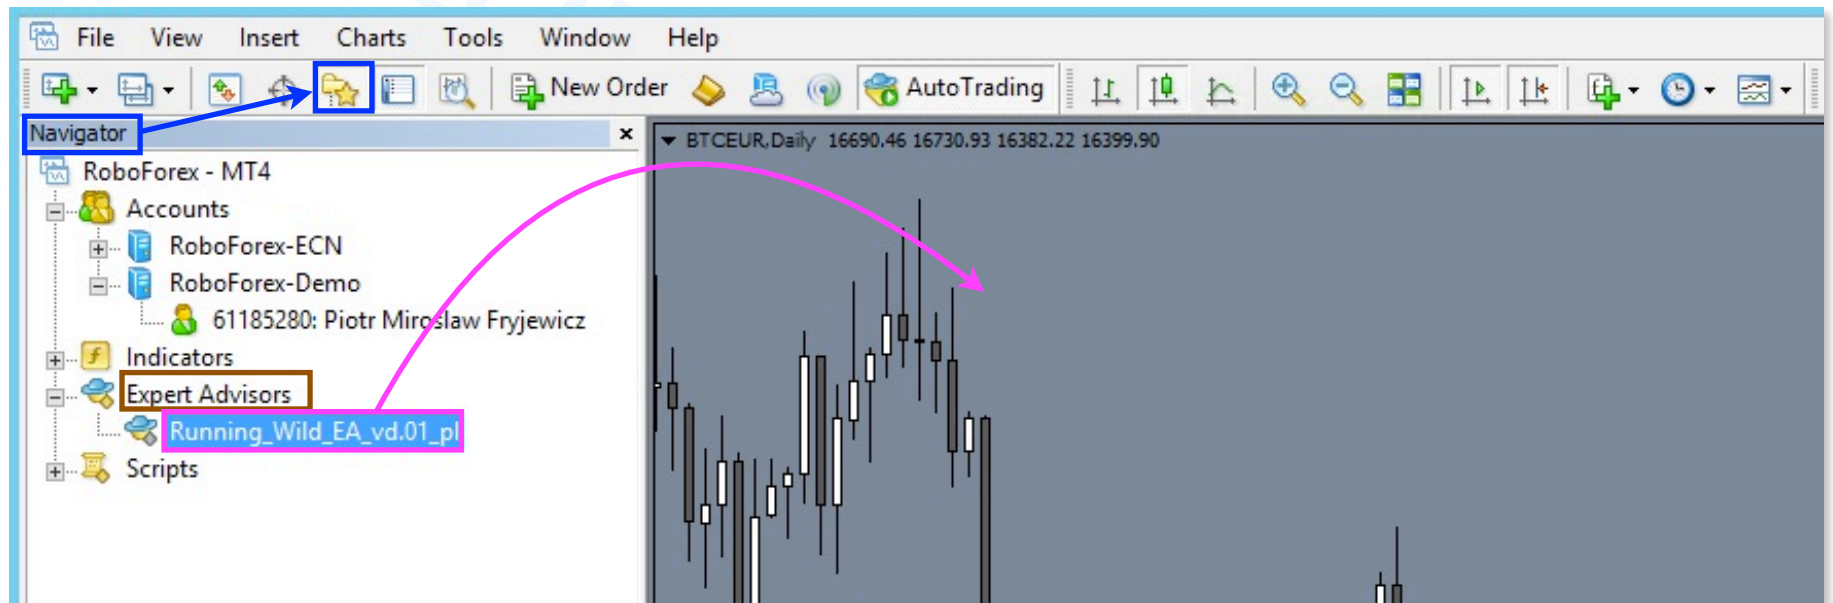 File View Insert Charts Tools Window Help
New Order AutoTrading
Navigator
BTCEUR,Daily 16690.46 16730.93 16382.22 16399.90
RoboForex - MT4
Accounts
RoboForex-ECN
RoboForex-Demo
61185280: Piotr Miroslaw Fryjewicz
Indicators
Expert Advisors
Running_Wild_EA_vd.01_pl
Scripts